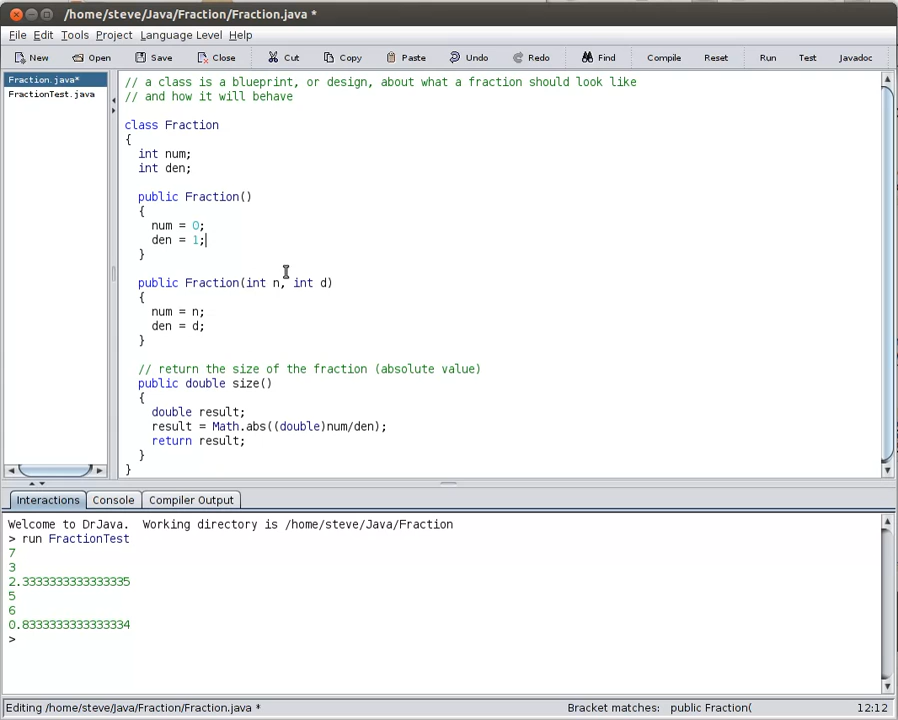 /home/steve/Java/Fraction/Fraction.java *
File Edit Tools Project Language Level Help
New Open Save Close Cut Copy Paste Undo Redo Find Compile Reset Run Test Javadoc
Fraction.java*
FractionTest.java
// a class is a blueprint, or design, about what a fraction should look like
// and how it will behave
class Fraction
{
int num;
int den;
public Fraction()
{
num = 0;
den = 1;
}
public Fraction(int n, int d)
{
num = n;
den = d;
}
// return the size of the fraction (absolute value)
public double size()
{
double result;
result = Math.abs((double)num/den);
return result;
}
}
Interactions Console Compiler Output
Welcome to DrJava.  Working directory is /home/steve/Java/Fraction
> run FractionTest
7
3
2.3333333333333335
5
6
0.8333333333333334
>
Editing /home/steve/Java/Fraction/Fraction.java * Bracket matches: public Fraction( 12:12